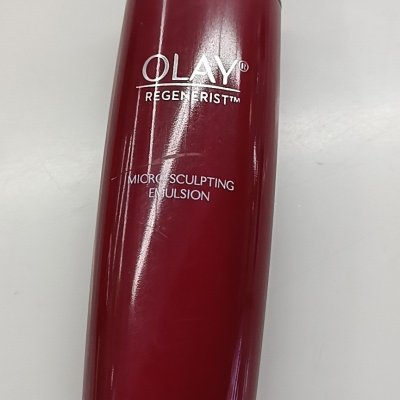 OLAY®
REGENERIST™
MICRO-SCULPTING
EMULSION